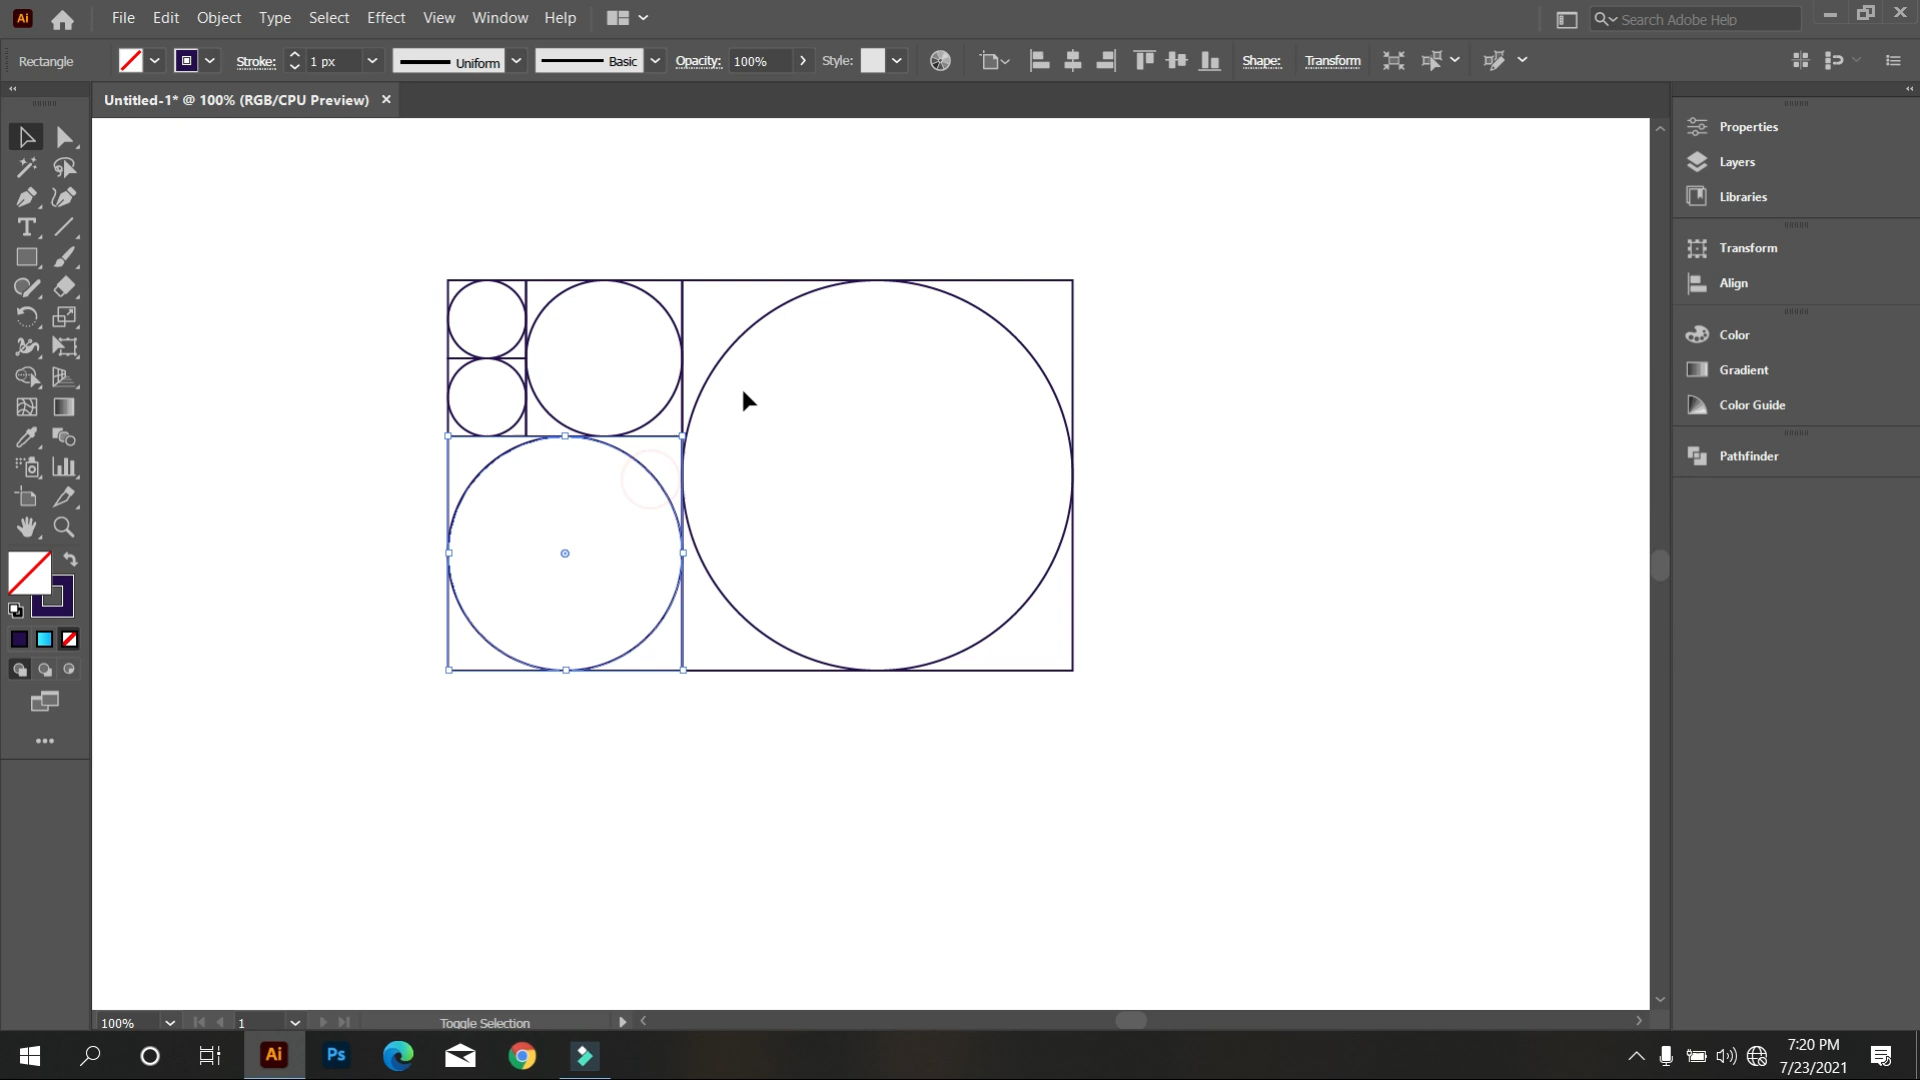 Ai File Edit Object Type Select Effect View Window Help Search Adobe Help
Rectangle Stroke: 1 px Uniform Basic Opacity: 100% Style: Shape: Transform
Untitled-1* @ 100% (RGB/CPU Preview)
Properties
Layers
Libraries
Transform
Align
Color
Gradient
Color Guide
Pathfinder
100% 1 Toggle Selection
Ai Ps
7:20 PM
7/23/2021